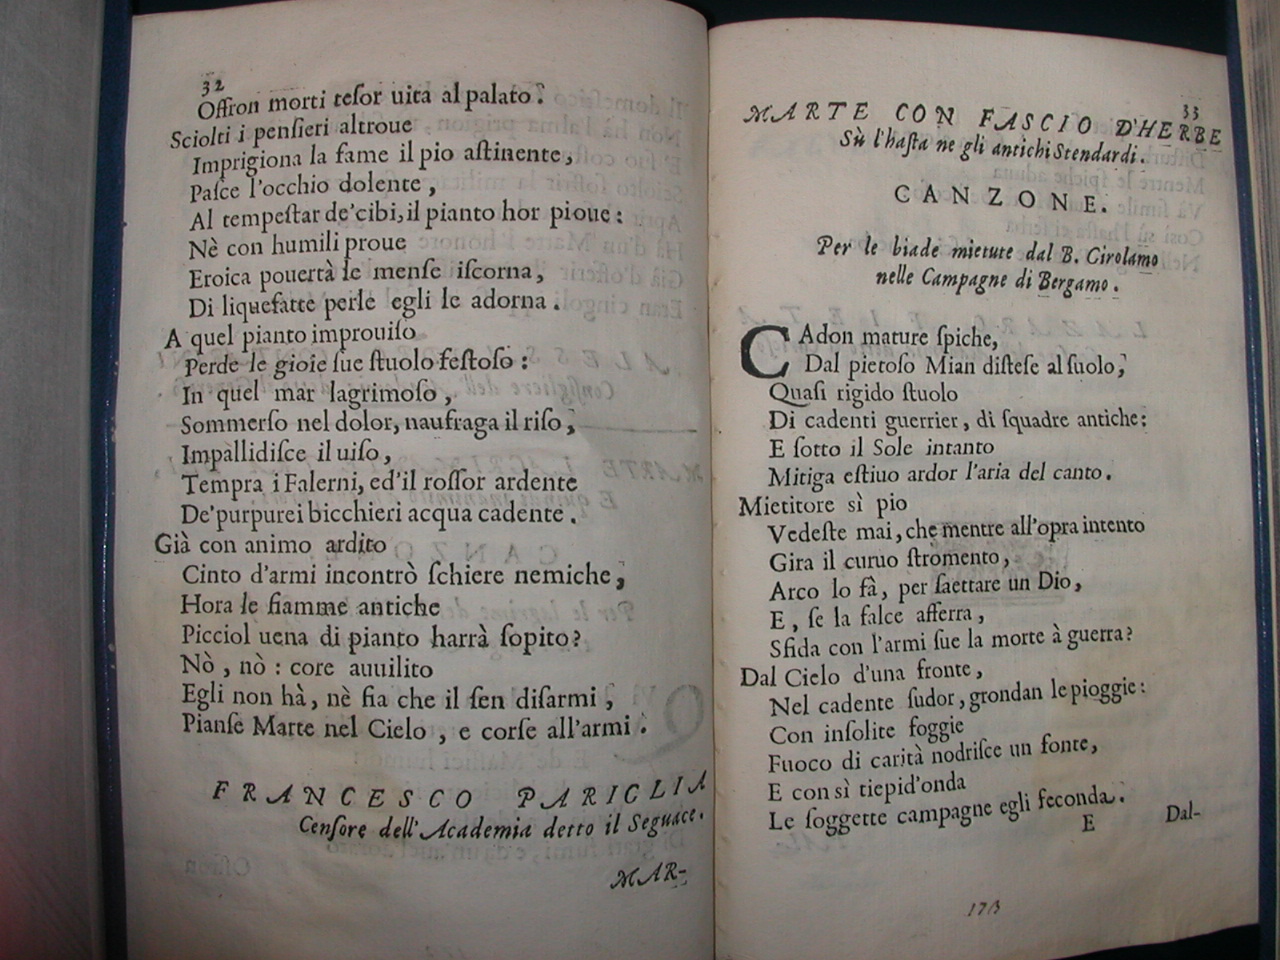 32
Offron morti teſor uita al palato?
Sciolti i penſieri altroue
Imprigiona la fame il pio aſtinente,
Paſce l'occhio dolente,
Al tempeſtar de'cibi, il pianto hor pioue:
Nè con humili proue
Eroica pouertà le menſe iſcorna,
Di liquefatte perle egli le adorna.
A quel pianto improuiſo
Perde le gioie ſue ſtuolo feſtoſo:
In quel mar lagrimoſo,
Sommerſo nel dolor, naufraga il riſo,
Impallidiſce il uiſo,
Tempra i Falerni, ed'il roſſor ardente
De'purpurei bicchieri acqua cadente.
Già con animo ardito
Cinto d'armi incontrò ſchiere nemiche,
Hora le fiamme antiche
Picciol uena di pianto harrà ſopito?
Nò, nò: core auuilito
Egli non hà, nè fia che il ſen diſarmi,
Pianſe Marte nel Cielo, e corſe all'armi.
FRANCESCO PARIGLIA
Cenſore dell'Academia detto il Seguace.
MAR-
33
MARTE CON FASCIO D'HERBE
Sù l'haſta ne gli antichi Stendardi.
CANZONE.
Per le biade mietute dal B. Girolamo
nelle Campagne di Bergamo.
CAdon mature ſpiche,
Dal pietoſo Mian diſteſe al ſuolo,
Quaſi rigido ſtuolo
Di cadenti guerrier, di ſquadre antiche:
E ſotto il Sole intanto
Mitiga eſtiuo ardor l'aria del canto.
Mietitore sì pio
Vedeſte mai, che mentre all'opra intento
Gira il curuo ſtromento,
Arco lo fà, per ſaettare un Dio,
E, ſe la falce afferra,
Sfida con l'armi ſue la morte à guerra?
Dal Cielo d'una fronte,
Nel cadente ſudor, grondan le pioggie:
Con inſolite foggie
Fuoco di carità nodriſce un fonte,
E con sì tiepid'onda
Le ſoggette campagne egli feconda.
E
Dal-
173